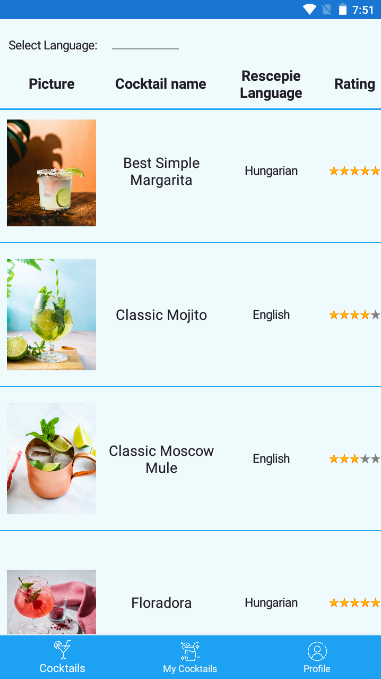 7:51
Select Language:
Picture
Cocktail name
Rescepie
Language
Rating
Best Simple
Margarita
Hungarian
Classic Mojito
English
Classic Moscow
Mule
English
Floradora
Hungarian
Cocktails
My Cocktails
Profile